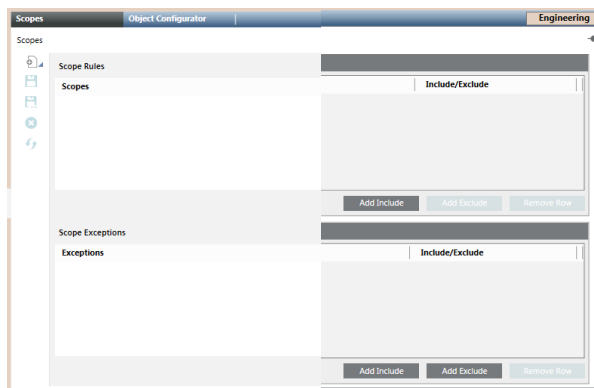 Scopes Object Configurator Engineering
Scopes
Scope Rules
Scopes Include/Exclude
Add Include Add Exclude Remove Row
Scope Exceptions
Exceptions Include/Exclude
Add Include Add Exclude Remove Row